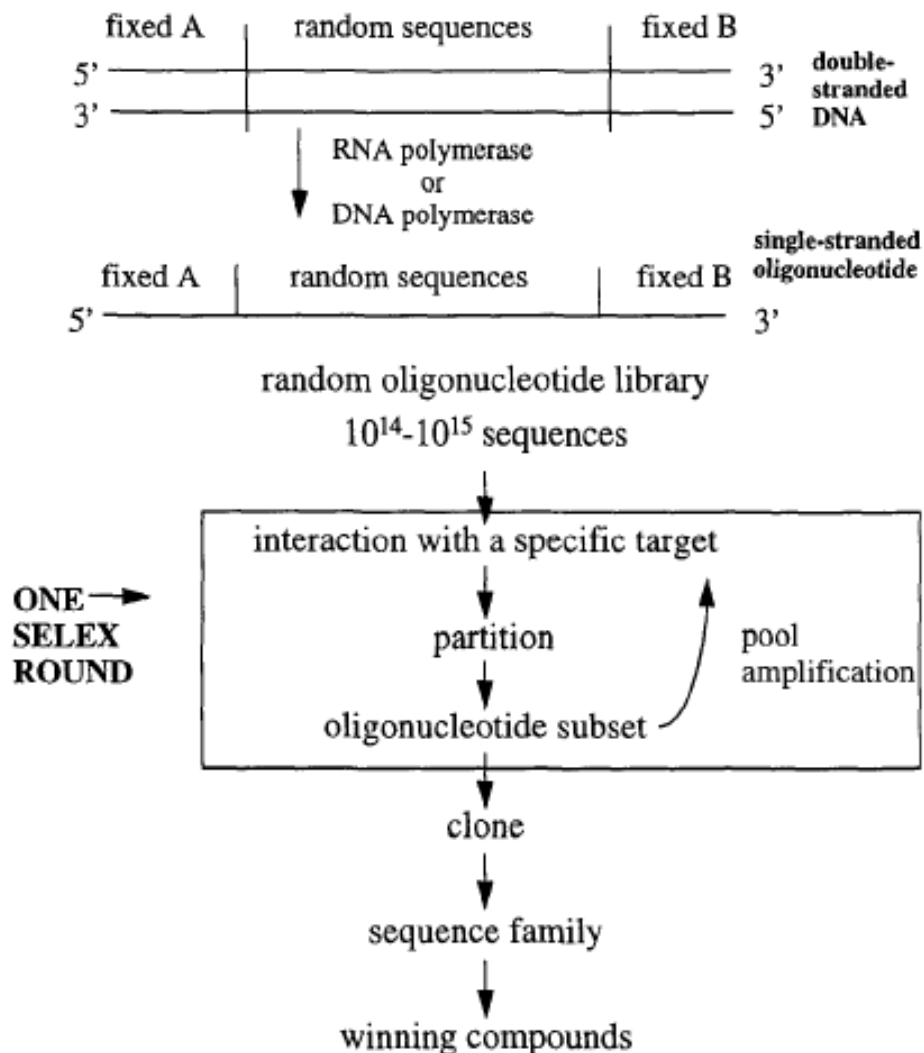 fixed A random sequences fixed B
5’ 3’ double-
stranded
3’ 5’ DNA
RNA polymerase
or
DNA polymerase
single-stranded
fixed A random sequences fixed B oligonucleotide
5’ 3’
random oligonucleotide library
10¹⁴-10¹⁵ sequences
interaction with a specific target
ONE
SELEX
ROUND
partition
pool
amplification
oligonucleotide subset
clone
sequence family
winning compounds